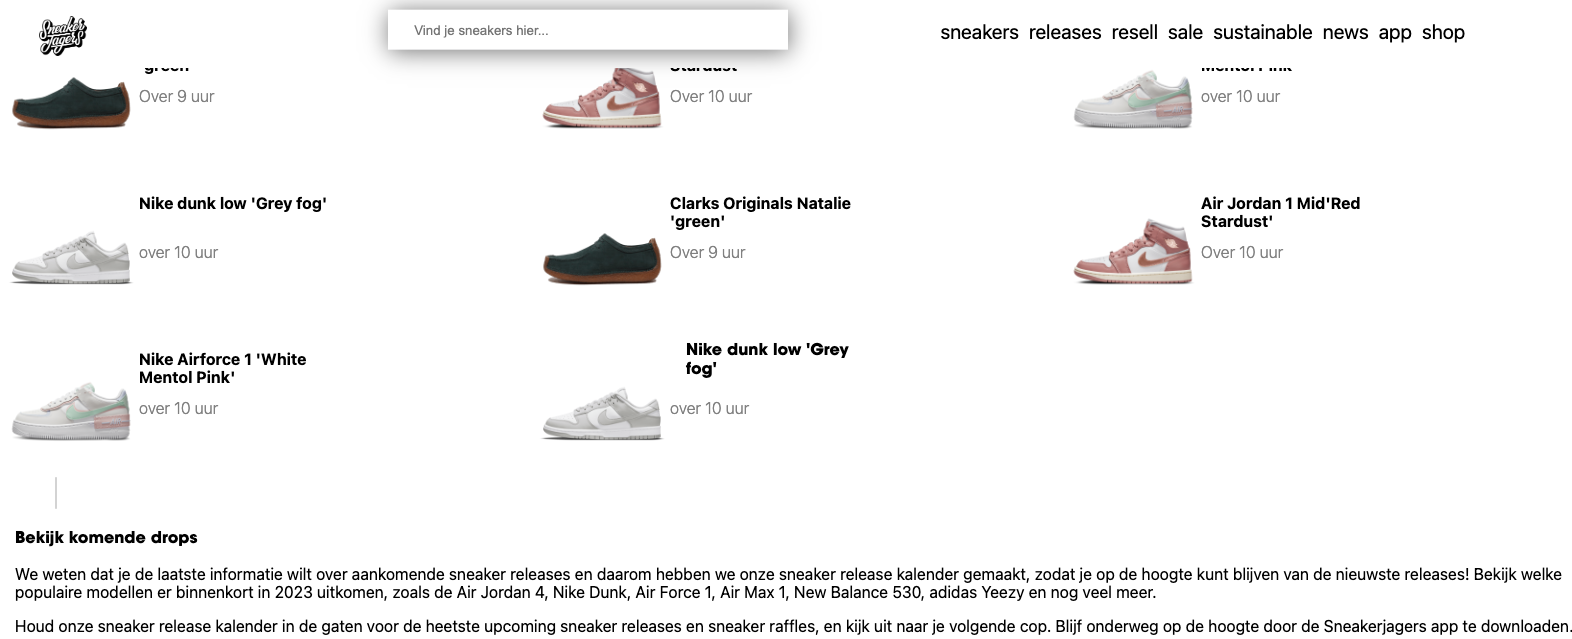 Sneaker
Jagers
Vind je sneakers hier...
sneakers releases resell sale sustainable news app shop
'green'
Stardust'
Mentol Pink'
Over 9 uur
Over 10 uur
over 10 uur
Nike dunk low 'Grey fog'
over 10 uur
Clarks Originals Natalie
'green'
Over 9 uur
Air Jordan 1 Mid'Red
Stardust'
Over 10 uur
Nike Airforce 1 'White
Mentol Pink'
over 10 uur
Nike dunk low 'Grey
fog'
over 10 uur
Bekijk komende drops
We weten dat je de laatste informatie wilt over aankomende sneaker releases en daarom hebben we onze sneaker release kalender gemaakt, zodat je op de hoogte kunt blijven van de nieuwste releases! Bekijk welke
populaire modellen er binnenkort in 2023 uitkomen, zoals de Air Jordan 4, Nike Dunk, Air Force 1, Air Max 1, New Balance 530, adidas Yeezy en nog veel meer.
Houd onze sneaker release kalender in de gaten voor de heetste upcoming sneaker releases en sneaker raffles, en kijk uit naar je volgende cop. Blijf onderweg op de hoogte door de Sneakerjagers app te downloaden.